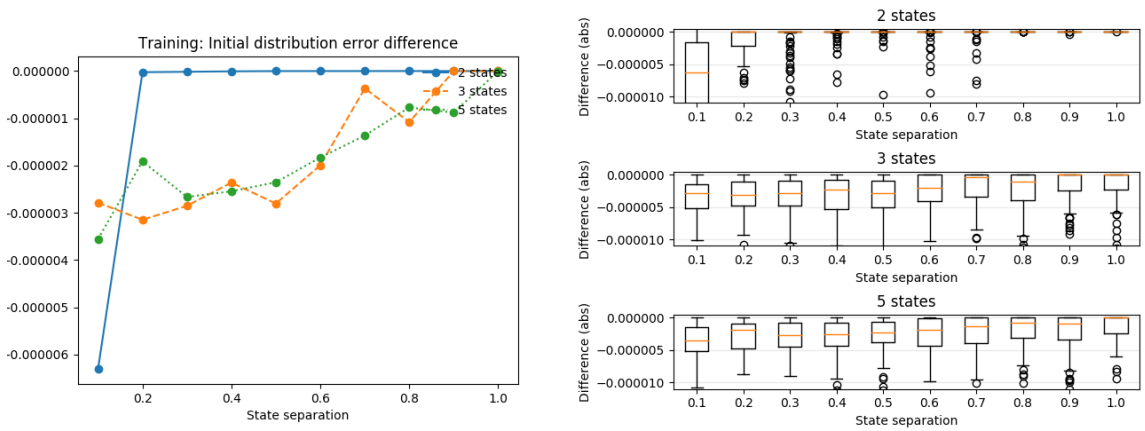 Training: Initial distribution error difference
0.000000
-0.000001
-0.000002
-0.000003
-0.000004
-0.000005
-0.000006
0.2 0.4 0.6 0.8 1.0
State separation
2 states
3 states
5 states
2 states
Difference (abs)
0.000000
−0.000005
−0.000010
0.1 0.2 0.3 0.4 0.5 0.6 0.7 0.8 0.9 1.0
State separation
3 states
Difference (abs)
0.000000
−0.000005
−0.000010
0.1 0.2 0.3 0.4 0.5 0.6 0.7 0.8 0.9 1.0
State separation
5 states
Difference (abs)
0.000000
−0.000005
−0.000010
0.1 0.2 0.3 0.4 0.5 0.6 0.7 0.8 0.9 1.0
State separation